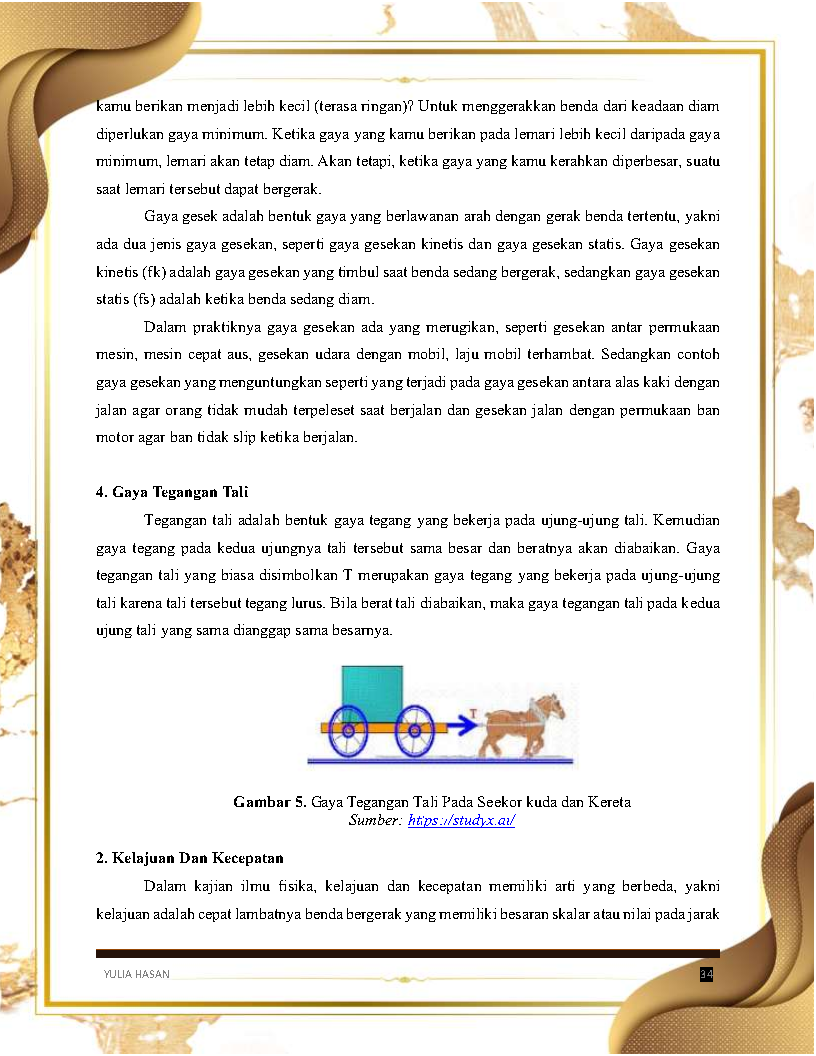 kamu berikan menjadi lebih kecil (terasa ringan)? Untuk menggerakkan benda dari keadaan diam
diperlukan gaya minimum. Ketika gaya yang kamu berikan pada lemari lebih kecil daripada gaya
minimum, lemari akan tetap diam. Akan tetapi, ketika gaya yang kamu kerahkan diperbesar, suatu
saat lemari tersebut dapat bergerak.
Gaya gesek adalah bentuk gaya yang berlawanan arah dengan gerak benda tertentu, yakni
ada dua jenis gaya gesekan, seperti gaya gesekan kinetis dan gaya gesekan statis. Gaya gesekan
kinetis (fk) adalah gaya gesekan yang timbul saat benda sedang bergerak, sedangkan gaya gesekan
statis (fs) adalah ketika benda sedang diam.
Dalam praktiknya gaya gesekan ada yang merugikan, seperti gesekan antar permukaan
mesin, mesin cepat aus, gesekan udara dengan mobil, laju mobil terhambat. Sedangkan contoh
gaya gesekan yang menguntungkan seperti yang terjadi pada gaya gesekan antara alas kaki dengan
jalan agar orang tidak mudah terpeleset saat berjalan dan gesekan jalan dengan permukaan ban
motor agar ban tidak slip ketika berjalan.
4. Gaya Tegangan Tali
Tegangan tali adalah bentuk gaya tegang yang bekerja pada ujung-ujung tali. Kemudian
gaya tegang pada kedua ujungnya tali tersebut sama besar dan beratnya akan diabaikan. Gaya
tegangan tali yang biasa disimbolkan T merupakan gaya tegang yang bekerja pada ujung-ujung
tali karena tali tersebut tegang lurus. Bila berat tali diabaikan, maka gaya tegangan tali pada kedua
ujung tali yang sama dianggap sama besarnya.
T
Gambar 5. Gaya Tegangan Tali Pada Seekor kuda dan Kereta
Sumber: https://studyx.ai/
2. Kelajuan Dan Kecepatan
Dalam kajian ilmu fisika, kelajuan dan kecepatan memiliki arti yang berbeda, yakni
kelajuan adalah cepat lambatnya benda bergerak yang memiliki besaran skalar atau nilai pada jarak
YULIA HASAN 34